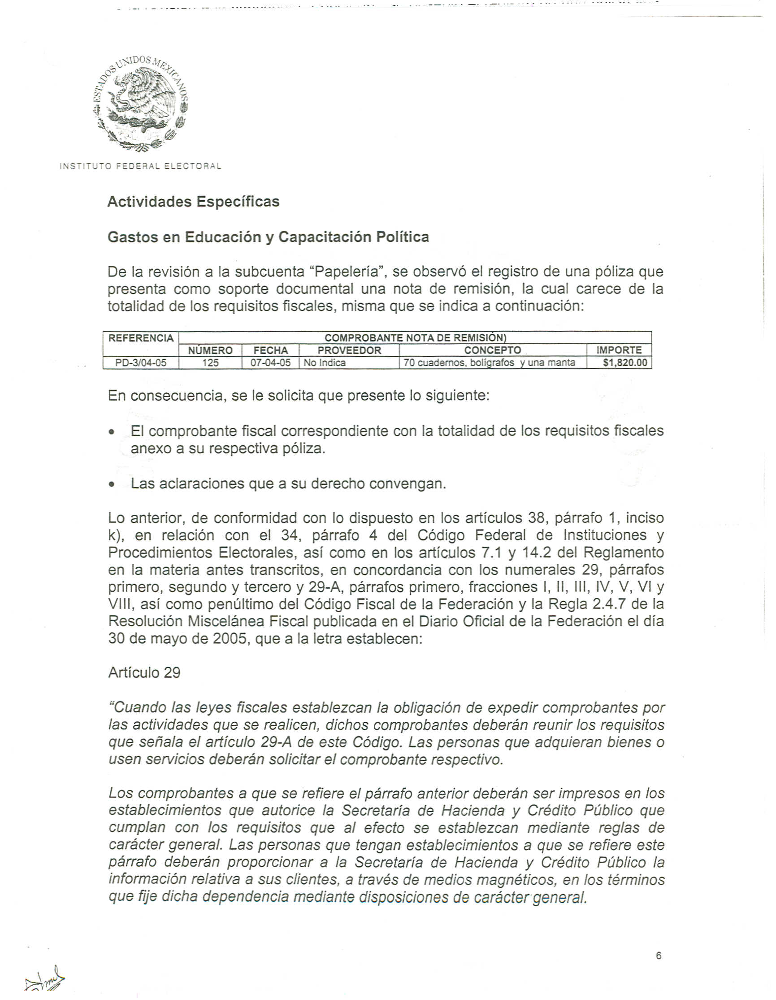 ESTADOS UNIDOS MEXICANOS
INSTITUTO FEDERAL ELECTORAL
Actividades Específicas
Gastos en Educación y Capacitación Política
De la revisión a la subcuenta “Papelería”, se observó el registro de una póliza que
presenta como soporte documental una nota de remisión, la cual carece de la
totalidad de los requisitos fiscales, misma que se indica a continuación:
REFERENCIA COMPROBANTE NOTA DE REMISIÓN)
NÚMERO FECHA PROVEEDOR CONCEPTO IMPORTE
PD-3/04-05 125 07-04-05 No Indica 70 cuadernos, bolígrafos y una manta $1,820.00
En consecuencia, se le solicita que presente lo siguiente:
• El comprobante fiscal correspondiente con la totalidad de los requisitos fiscales
anexo a su respectiva póliza.
• Las aclaraciones que a su derecho convengan.
Lo anterior, de conformidad con lo dispuesto en los artículos 38, párrafo 1, inciso
k), en relación con el 34, párrafo 4 del Código Federal de Instituciones y
Procedimientos Electorales, así como en los artículos 7.1 y 14.2 del Reglamento
en la materia antes transcritos, en concordancia con los numerales 29, párrafos
primero, segundo y tercero y 29-A, párrafos primero, fracciones I, II, III, IV, V, VI y
VIII, así como penúltimo del Código Fiscal de la Federación y la Regla 2.4.7 de la
Resolución Miscelánea Fiscal publicada en el Diario Oficial de la Federación el día
30 de mayo de 2005, que a la letra establecen:
Artículo 29
“Cuando las leyes fiscales establezcan la obligación de expedir comprobantes por
las actividades que se realicen, dichos comprobantes deberán reunir los requisitos
que señala el artículo 29-A de este Código. Las personas que adquieran bienes o
usen servicios deberán solicitar el comprobante respectivo.
Los comprobantes a que se refiere el párrafo anterior deberán ser impresos en los
establecimientos que autorice la Secretaría de Hacienda y Crédito Público que
cumplan con los requisitos que al efecto se establezcan mediante reglas de
carácter general. Las personas que tengan establecimientos a que se refiere este
párrafo deberán proporcionar a la Secretaría de Hacienda y Crédito Público la
información relativa a sus clientes, a través de medios magnéticos, en los términos
que fije dicha dependencia mediante disposiciones de carácter general.
6